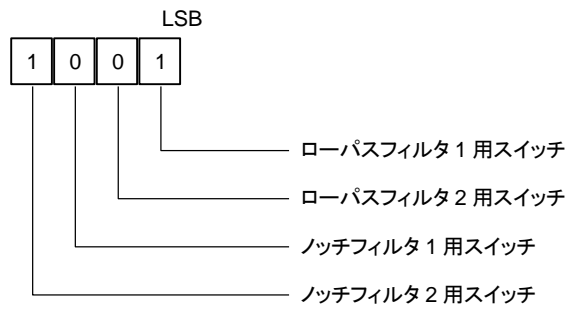 LSB
1 0 0 1
ローパスフィルタ 1 用スイッチ
ローパスフィルタ 2 用スイッチ
ノッチフィルタ 1 用スイッチ
ノッチフィルタ 2 用スイッチ